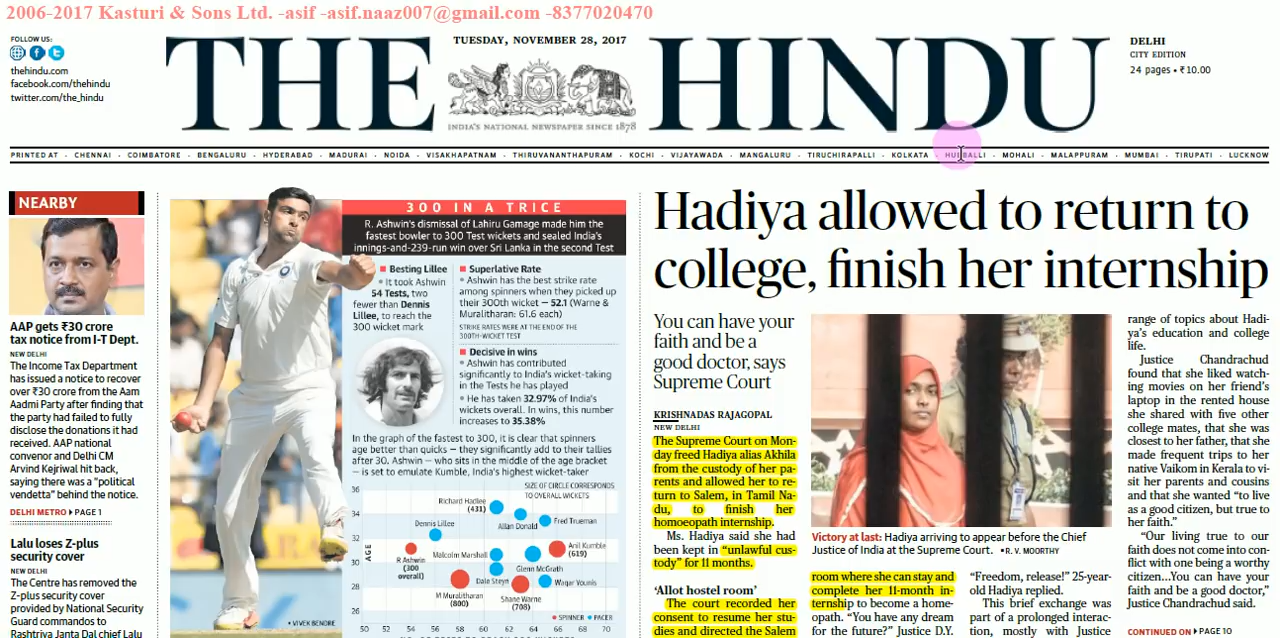 2006-2017 Kasturi & Sons Ltd. -asif -asif.naaz007@gmail.com -8377020470
FOLLOW US:
thehindu.com
facebook.com/thehindu
twitter.com/the_hindu
THE HINDU
TUESDAY, NOVEMBER 28, 2017
INDIA'S NATIONAL NEWSPAPER SINCE 1878
DELHI
CITY EDITION
24 pages • ₹10.00
PRINTED AT · CHENNAI · COIMBATORE · BENGALURU · HYDERABAD · MADURAI · NOIDA · VISAKHAPATNAM · THIRUVANANTHAPURAM · KOCHI · VIJAYAWADA · MANGALURU · TIRUCHIRAPALLI · KOLKATA · HUBBALLI · MOHALI · MALAPPURAM · MUMBAI · TIRUPATI · LUCKNOW
NEARBY
AAP gets ₹30 crore
tax notice from I-T Dept.
NEW DELHI
The Income Tax Department
has issued a notice to recover
over ₹30 crore from the Aam
Aadmi Party after finding that
the party had failed to fully
disclose the donations it had
received. AAP national
convenor and Delhi CM
Arvind Kejriwal hit back,
saying there was a "political
vendetta" behind the notice.
DELHI METRO ▶ PAGE 1
Lalu loses Z-plus
security cover
NEW DELHI
The Centre has removed the
Z-plus security cover
provided by National Security
Guard commandos to
Rashtriya Janta Dal chief Lalu
300 IN A TRICE
R. Ashwin's dismissal of Lahiru Gamage made him the
fastest bowler to 300 Test wickets and sealed India's
innings-and-239-run win over Sri Lanka in the second Test
Besting Lillee
• It took Ashwin
54 Tests, two
fewer than Dennis
Lillee, to reach the
300 wicket mark
Superlative Rate
• Ashwin has the best strike rate
among spinners when they picked up
their 300th wicket — 52.1 (Warne &
Muralitharan: 61.6 each)
STRIKE RATES WERE AT THE END OF THE
300TH-WICKET TEST
Decisive in wins
• Ashwin has contributed
significantly to India's wicket-taking
in the Tests he has played
• He has taken 32.97% of India's
wickets overall. In wins, this number
increases to 35.38%
In the graph of the fastest to 300, it is clear that spinners
age better than quicks — they significantly add to their tallies
after 30. Ashwin — who sits in the middle of the age bracket
— is set to emulate Kumble, India's highest wicket-taker
SIZE OF CIRCLE CORRESPONDS
TO OVERALL WICKETS
36
34
32
30
28
26
AGE
Richard Hadlee
(431)
Allan Donald
Fred Trueman
Dennis Lillee
R Ashwin
(300
overall)
Malcolm Marshall
Anil Kumble
(619)
Glenn McGrath
Dale Steyn
Waqar Younis
M Muralitharan
(800)
Shane Warne
(708)
SPINNER PACER
50 52 54 56 58 60 62 64 66 68 70
• VIVEK BENDRE
Hadiya allowed to return to
college, finish her internship
You can have your
faith and be a
good doctor, says
Supreme Court
KRISHNADAS RAJAGOPAL
NEW DELHI
The Supreme Court on Mon-
day freed Hadiya alias Akhila
from the custody of her pa-
rents and allowed her to re-
turn to Salem, in Tamil Na-
du, to finish her
homoeopath internship.
Ms. Hadiya said she had
been kept in "unlawful cus-
tody" for 11 months.
'Allot hostel room'
The court recorded her
consent to resume her stu-
dies and directed the Salem
Victory at last: Hadiya arriving to appear before the Chief
Justice of India at the Supreme Court. • R. V. MOORTHY
room where she can stay and
complete her 11-month in-
ternship to become a home-
opath. "You have any dream
for the future?" Justice D.Y.
"Freedom, release!" 25-year-
old Hadiya replied.
This brief exchange was
part of a prolonged interac-
tion, mostly with Justice
range of topics about Hadi-
ya's education and college
life.
Justice Chandrachud
found that she liked watch-
ing movies on her friend's
laptop in the rented house
she shared with five other
college mates, that she was
closest to her father, that she
made frequent trips to her
native Vaikom in Kerala to vi-
sit her parents and cousins
and that she wanted "to live
as a good citizen, but true to
her faith."
"Our living true to our
faith does not come into con-
flict with one being a worthy
citizen...You can have your
faith and be a good doctor,"
Justice Chandrachud said.
CONTINUED ON ▶ PAGE 10